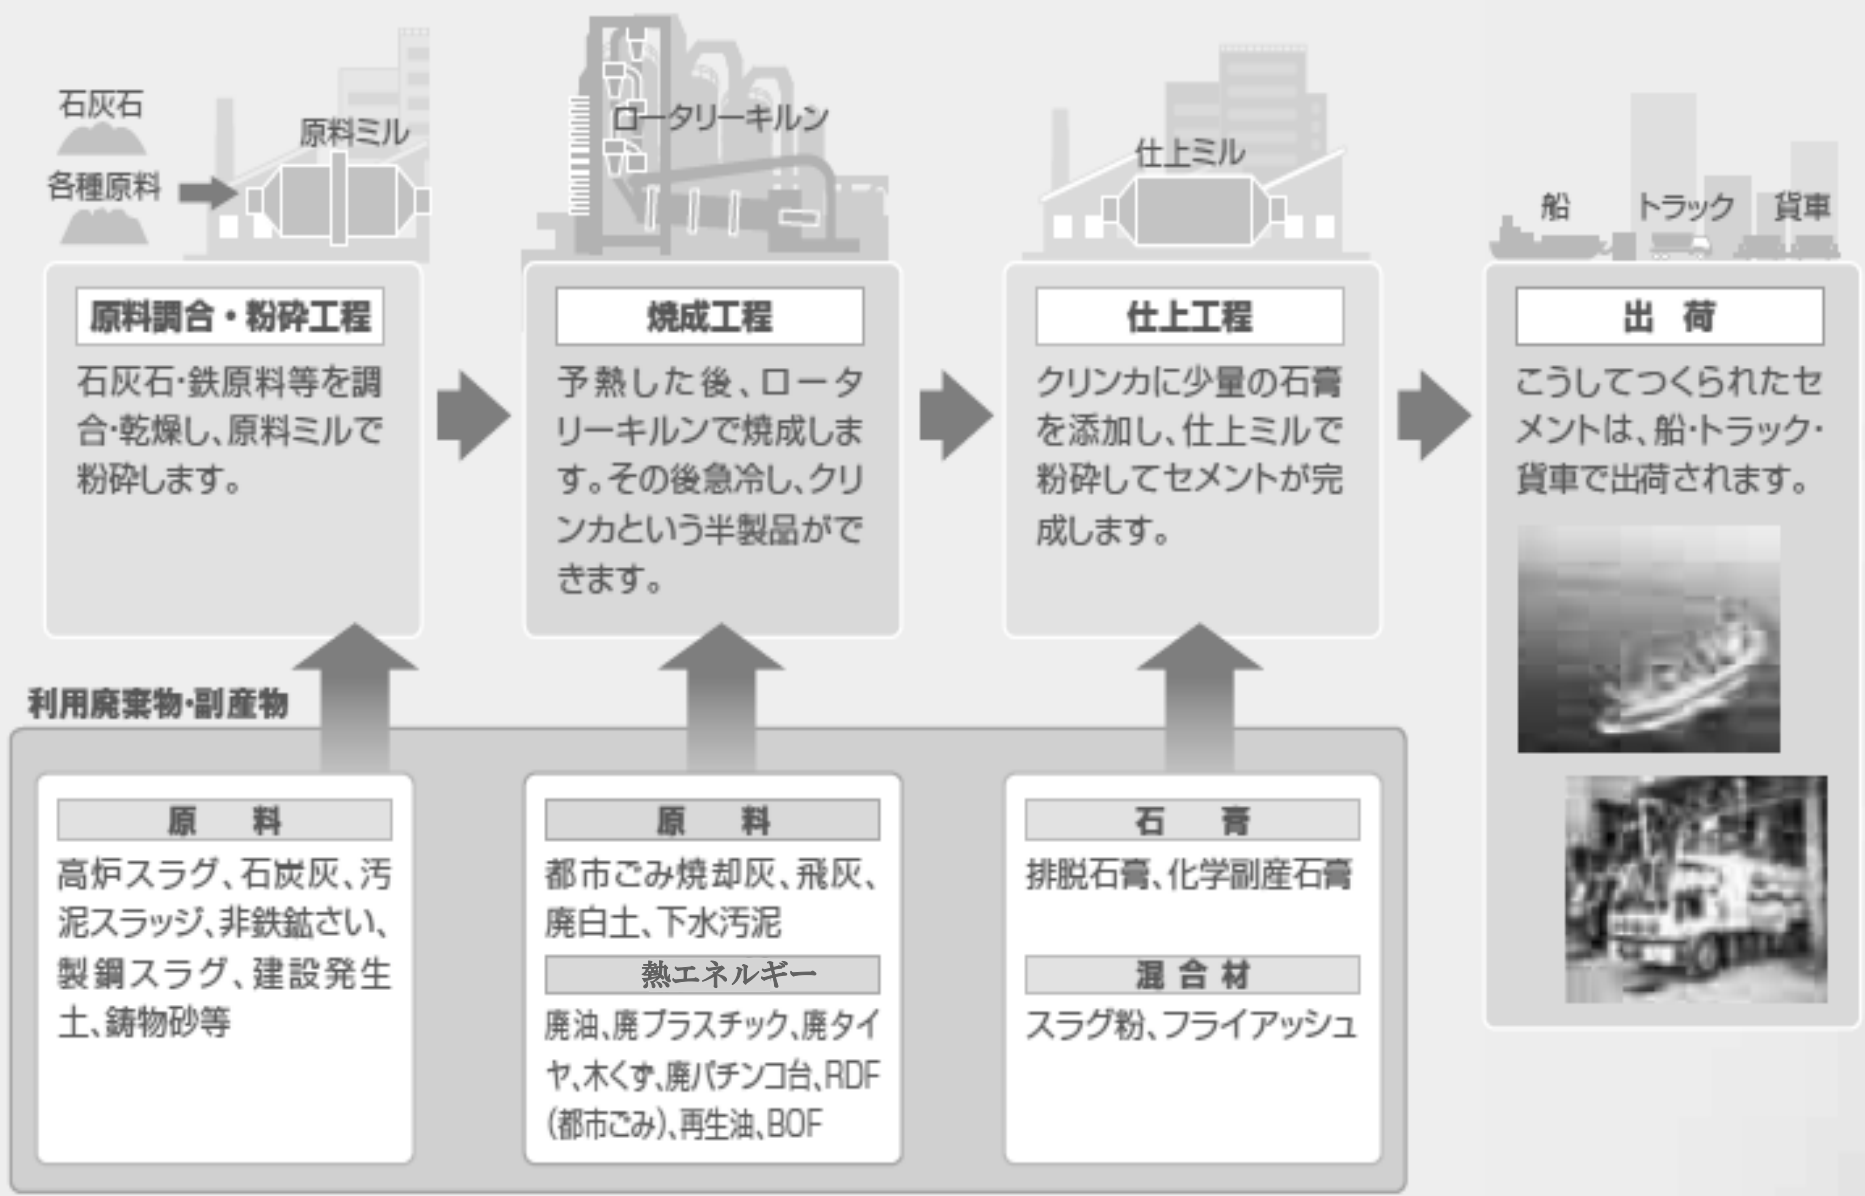 石灰石
各種原料
原料ミル
原料調合・粉砕工程
石灰石・鉄原料等を調
合・乾燥し、原料ミルで
粉砕します。
ロータリーキルン
焼成工程
予熱した後、ロータ
リーキルンで焼成しま
す。その後急冷し、クリ
ンカという半製品がで
きます。
仕上ミル
仕上工程
クリンカに少量の石膏
を添加し、仕上ミルで
粉砕してセメントが完
成します。
船
トラック
貨車
出荷
こうしてつくられたセ
メントは、船・トラック・
貨車で出荷されます。
利用廃棄物・副産物
原料
高炉スラグ、石炭灰、汚
泥スラッジ、非鉄鉱さい、
製鋼スラグ、建設発生
土、鋳物砂等
原料
都市ごみ焼却灰、飛灰、
廃白土、下水汚泥
熱エネルギー
廃油、廃プラスチック、廃タイ
ヤ、木くず、廃パチンコ台、RDF
(都市ごみ)、再生油、BOF
石膏
排脱石膏、化学副産石膏
混合材
スラグ粉、フライアッシュ